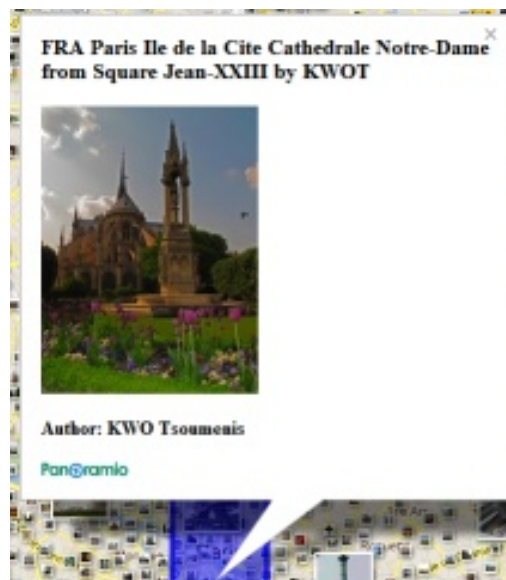 FRA Paris Ile de la Cite Cathedrale Notre-Dame
from Square Jean-XXIII by KWOT
Author: KWO Tsoumenis
Panoramio